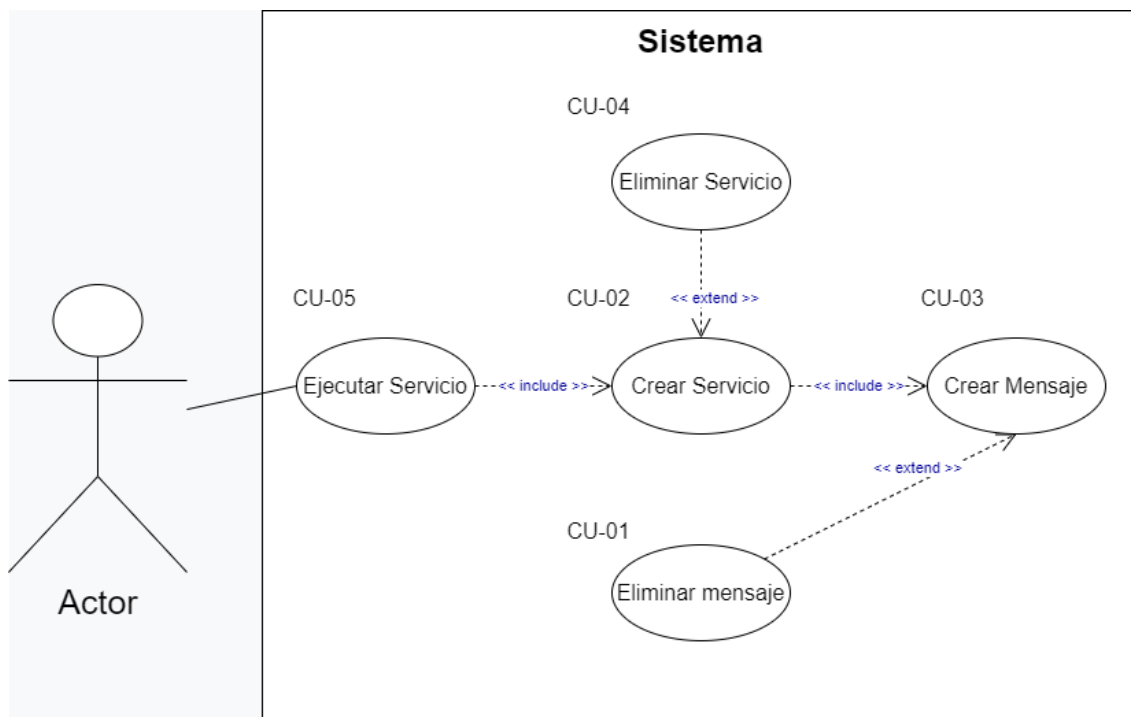 Sistema
CU-04
Eliminar Servicio
<< extend >>
CU-05
CU-02
CU-03
Ejecutar Servicio
<< include >>
Crear Servicio
<< include >>
Crear Mensaje
<< extend >>
CU-01
Eliminar mensaje
Actor